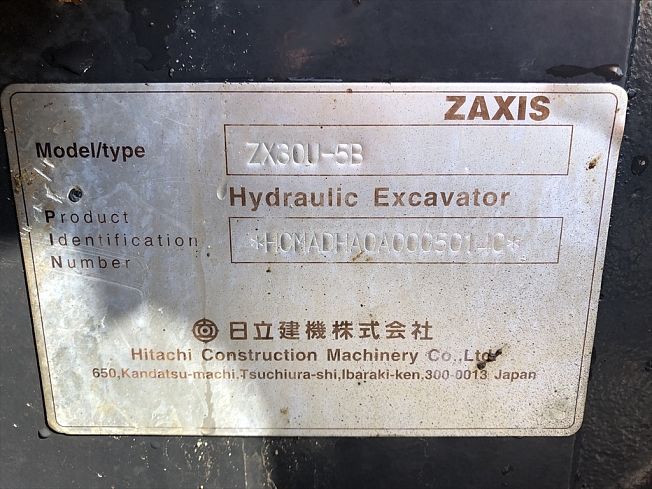 ZAXIS
Model/type ZX30U-5B
Hydraulic Excavator
Product
Identification
Number
日立建機株式会社
Hitachi Construction Machinery Co.,Ltd.
650,Kandatsu-machi,Tsuchiura-shi,Ibaraki-ken,300-0013 Japan